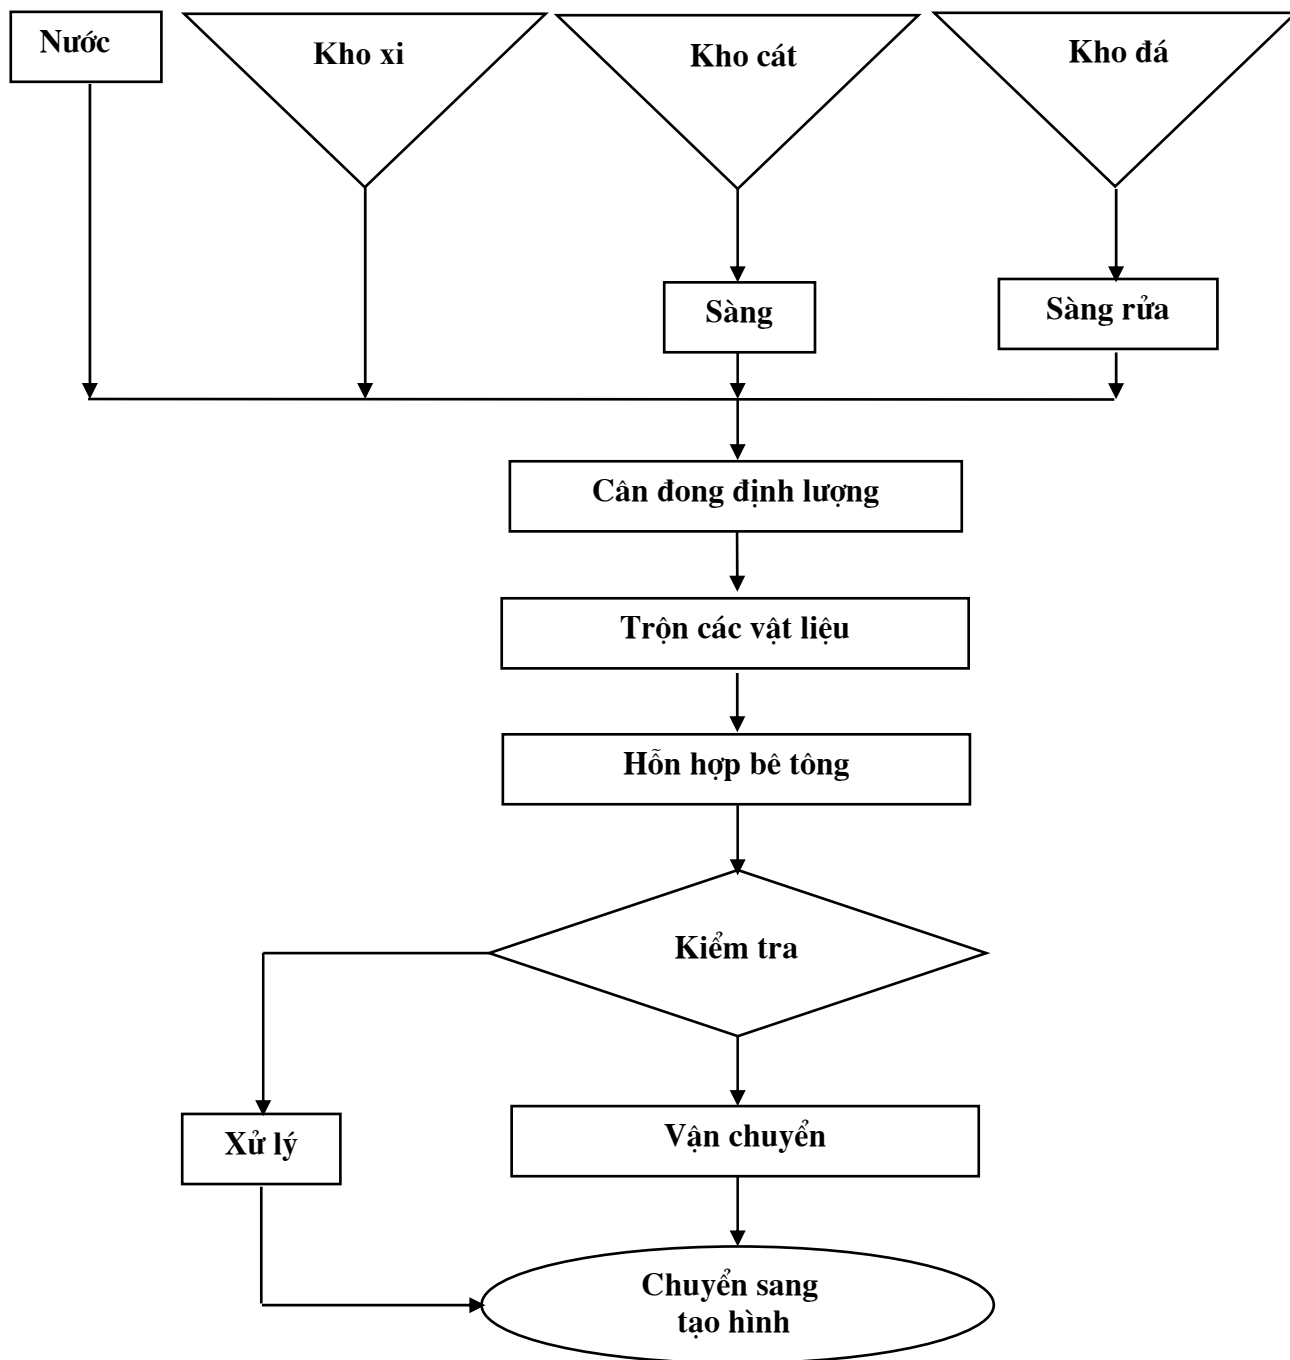 Nước
Kho xi
Kho cát
Kho đá
Sàng
Sàng rửa
Cân đong định lượng
Trộn các vật liệu
Hỗn hợp bê tông
Kiểm tra
Xử lý
Vận chuyển
Chuyển sang
tạo hình